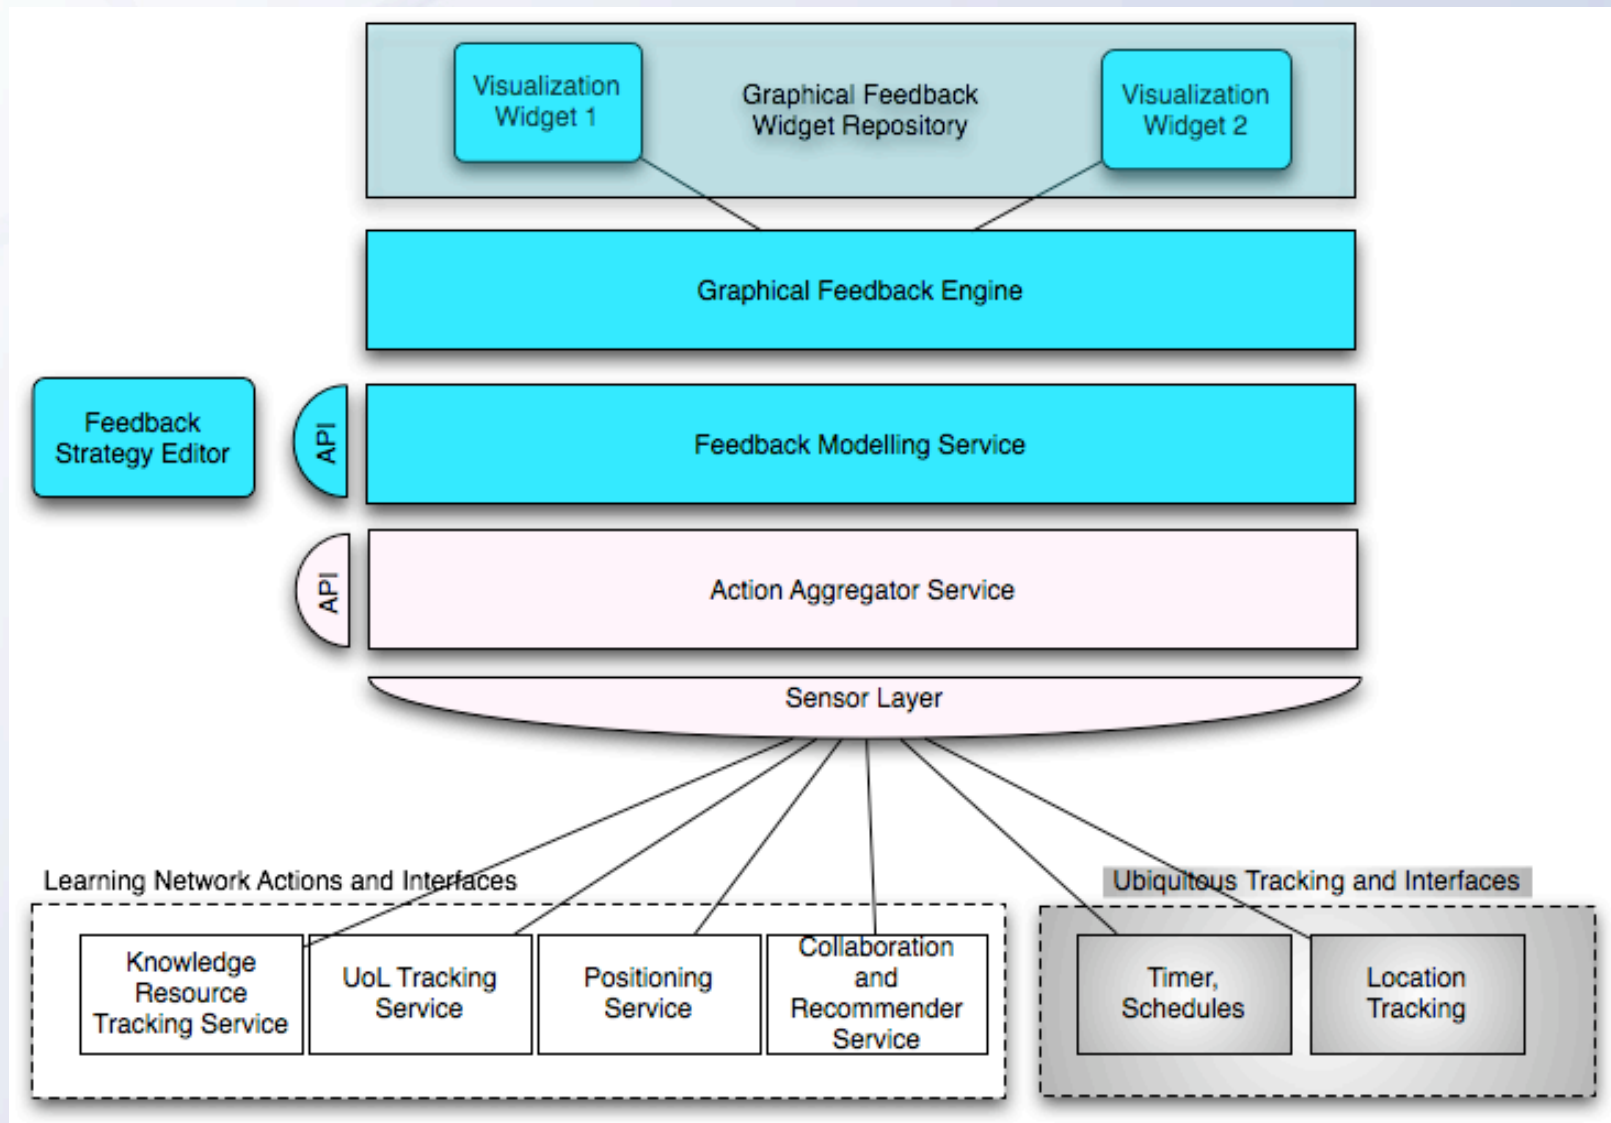 Visualization
Widget 1
Graphical Feedback
Widget Repository
Visualization
Widget 2
Graphical Feedback Engine
Feedback
Strategy Editor
API
Feedback Modelling Service
API
Action Aggregator Service
Sensor Layer
Learning Network Actions and Interfaces
Ubiquitous Tracking and Interfaces
Knowledge
Resource
Tracking Service
UoL Tracking
Service
Positioning
Service
Collaboration
and
Recommender
Service
Timer,
Schedules
Location
Tracking